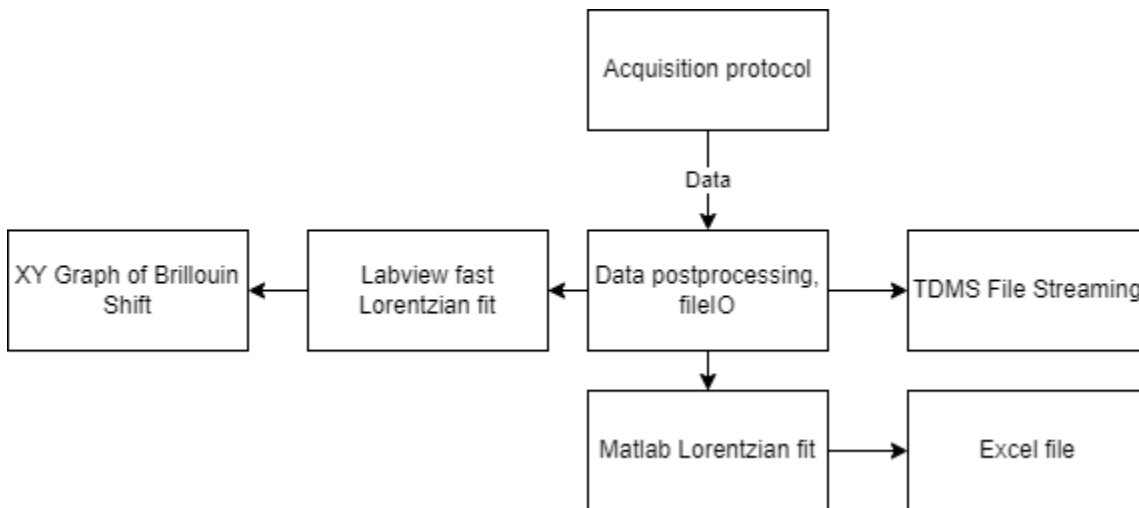 Acquisition protocol
Data
XY Graph of Brillouin
Shift
Labview fast
Lorentzian fit
Data postprocessing,
fileIO
TDMS File Streaming
Matlab Lorentzian fit
Excel file